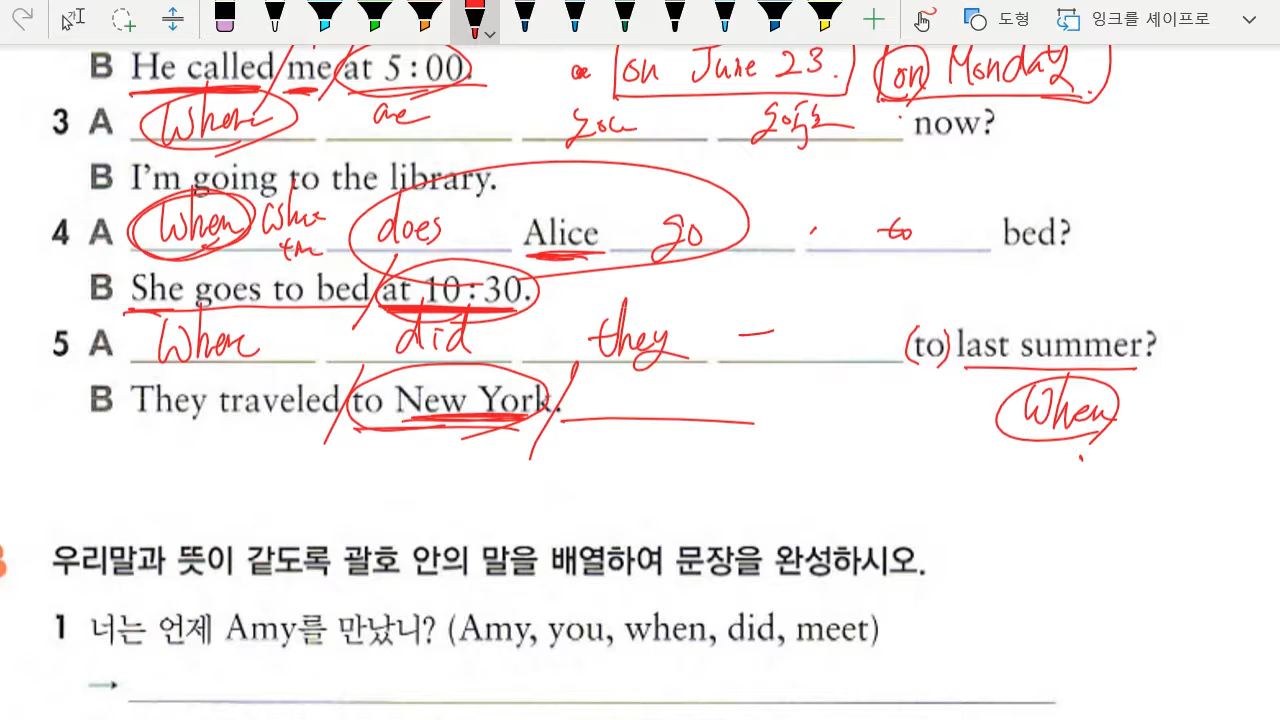 도형 잉크를 셰이프로
B He called me at 5:00. on June 23. on Monday.
3 A Where are you going now?
B I'm going to the library.
4 A When does Alice go to bed?
B She goes to bed at 10:30.
5 A Where did they (to) last summer?
B They traveled to New York. When
우리말과 뜻이 같도록 괄호 안의 말을 배열하여 문장을 완성하시오.
1 너는 언제 Amy를 만났니? (Amy, you, when, did, meet)
→